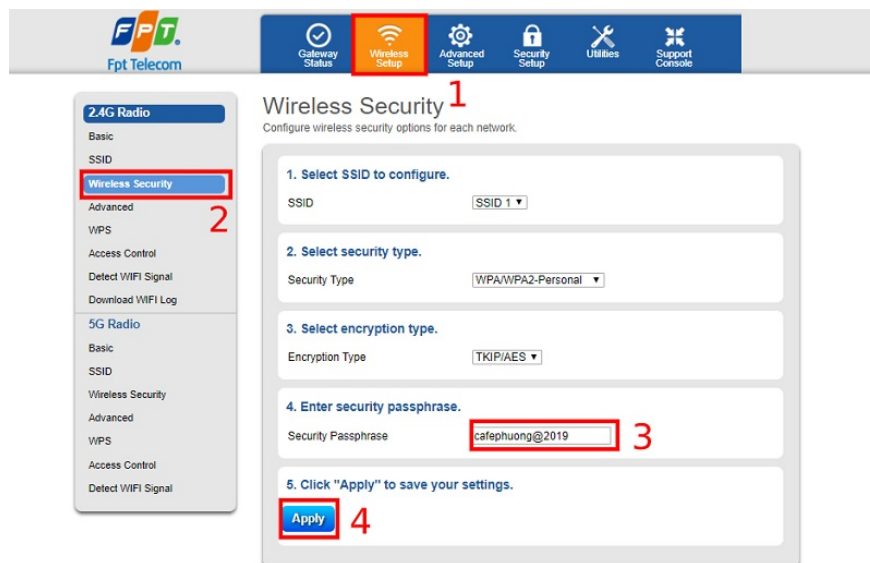 FPT.
Fpt Telecom
Gateway Status
Wireless Setup
Advanced Setup
Security Setup
Utilities
Support Console
1
2.4G Radio
Basic
SSID
Wireless Security
2
Advanced
WPS
Access Control
Detect WIFI Signal
Download WIFI Log
5G Radio
Basic
SSID
Wireless Security
Advanced
WPS
Access Control
Detect WIFI Signal
Wireless Security
Configure wireless security options for each network.
1. Select SSID to configure.
SSID
SSID 1
2. Select security type.
Security Type
WPA/WPA2-Personal
3. Select encryption type.
Encryption Type
TKIP/AES
4. Enter security passphrase.
Security Passphrase
cafephuong@2019
3
5. Click "Apply" to save your settings.
Apply
4